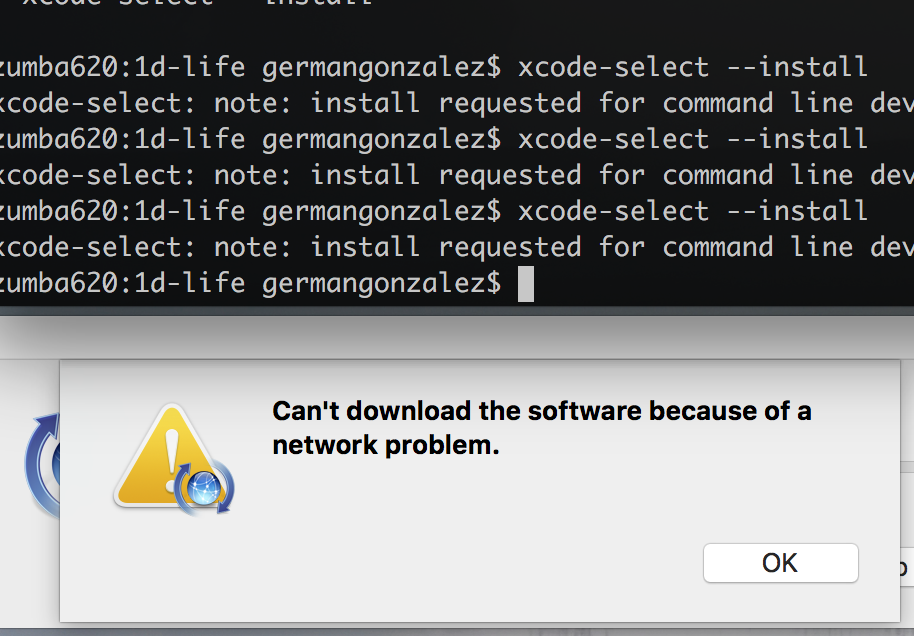 xcode-select --install
zumba620:1d-life germangonzalez$ xcode-select --install
xcode-select: note: install requested for command line dev
zumba620:1d-life germangonzalez$ xcode-select --install
xcode-select: note: install requested for command line dev
zumba620:1d-life germangonzalez$ xcode-select --install
xcode-select: note: install requested for command line dev
zumba620:1d-life germangonzalez$
Can't download the software because of a
network problem.
OK